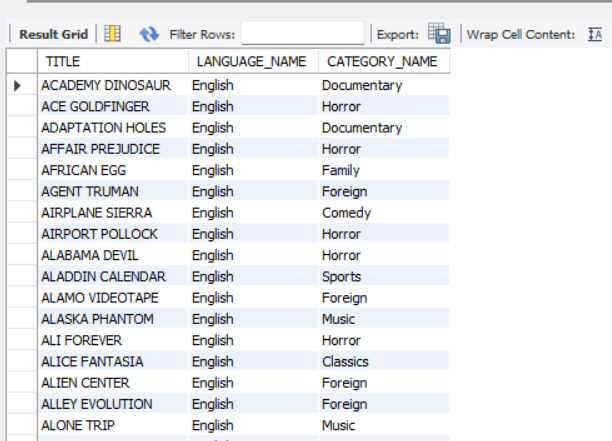 Result Grid Filter Rows: Export: Wrap Cell Content: IA
TITLE LANGUAGE_NAME CATEGORY_NAME
ACADEMY DINOSAUR English Documentary
ACE GOLDFINGER English Horror
ADAPTATION HOLES English Documentary
AFFAIR PREJUDICE English Horror
AFRICAN EGG English Family
AGENT TRUMAN English Foreign
AIRPLANE SIERRA English Comedy
AIRPORT POLLOCK English Horror
ALABAMA DEVIL English Horror
ALADDIN CALENDAR English Sports
ALAMO VIDEOTAPE English Foreign
ALASKA PHANTOM English Music
ALI FOREVER English Horror
ALICE FANTASIA English Classics
ALIEN CENTER English Foreign
ALLEY EVOLUTION English Foreign
ALONE TRIP English Music